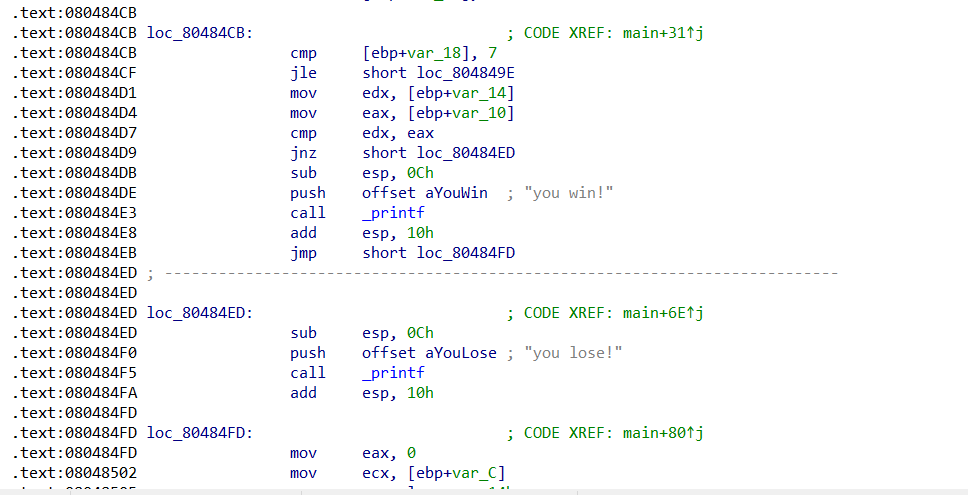 .text:080484CB
.text:080484CB loc_80484CB: ; CODE XREF: main+31↑j
.text:080484CB cmp [ebp+var_18], 7
.text:080484CF jle short loc_804849E
.text:080484D1 mov edx, [ebp+var_14]
.text:080484D4 mov eax, [ebp+var_10]
.text:080484D7 cmp edx, eax
.text:080484D9 jnz short loc_80484ED
.text:080484DB sub esp, 0Ch
.text:080484DE push offset aYouWin ; "you win!"
.text:080484E3 call _printf
.text:080484E8 add esp, 10h
.text:080484EB jmp short loc_80484FD
.text:080484ED ; ---------------------------------------------------------------------------
.text:080484ED
.text:080484ED loc_80484ED: ; CODE XREF: main+6E↑j
.text:080484ED sub esp, 0Ch
.text:080484F0 push offset aYouLose ; "you lose!"
.text:080484F5 call _printf
.text:080484FA add esp, 10h
.text:080484FD
.text:080484FD loc_80484FD: ; CODE XREF: main+80↑j
.text:080484FD mov eax, 0
.text:08048502 mov ecx, [ebp+var_C]